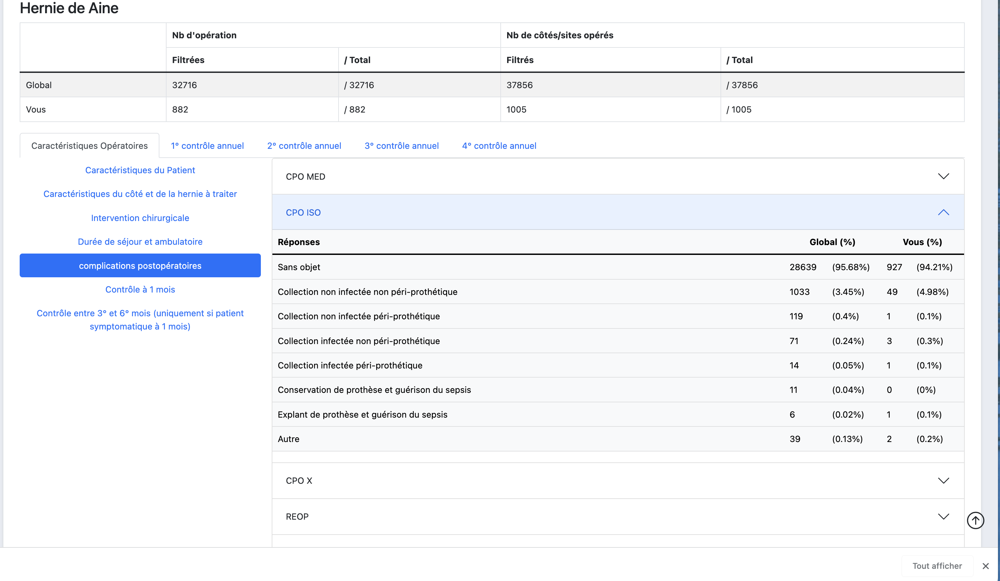 Hernie de Aine
Nb d'opération Nb de côtés/sites opérés
Filtrées / Total Filtrés / Total
Global 32716 / 32716 37856 / 37856
Vous 882 / 882 1005 / 1005
Caractéristiques Opératoires 1° contrôle annuel 2° contrôle annuel 3° contrôle annuel 4° contrôle annuel
Caractéristiques du Patient
Caractéristiques du côté et de la hernie à traiter
Intervention chirurgicale
Durée de séjour et ambulatoire
complications postopératoires
Contrôle à 1 mois
Contrôle entre 3° et 6° mois (uniquement si patient
symptomatique à 1 mois)
CPO MED
CPO ISO
Réponses Global (%) Vous (%)
Sans objet 28639 (95.68%) 927 (94.21%)
Collection non infectée non péri-prothétique 1033 (3.45%) 49 (4.98%)
Collection non infectée péri-prothétique 119 (0.4%) 1 (0.1%)
Collection infectée non péri-prothétique 71 (0.24%) 3 (0.3%)
Collection infectée péri-prothétique 14 (0.05%) 1 (0.1%)
Conservation de prothèse et guérison du sepsis 11 (0.04%) 0 (0%)
Explant de prothèse et guérison du sepsis 6 (0.02%) 1 (0.1%)
Autre 39 (0.13%) 2 (0.2%)
CPO X
REOP
Tout afficher